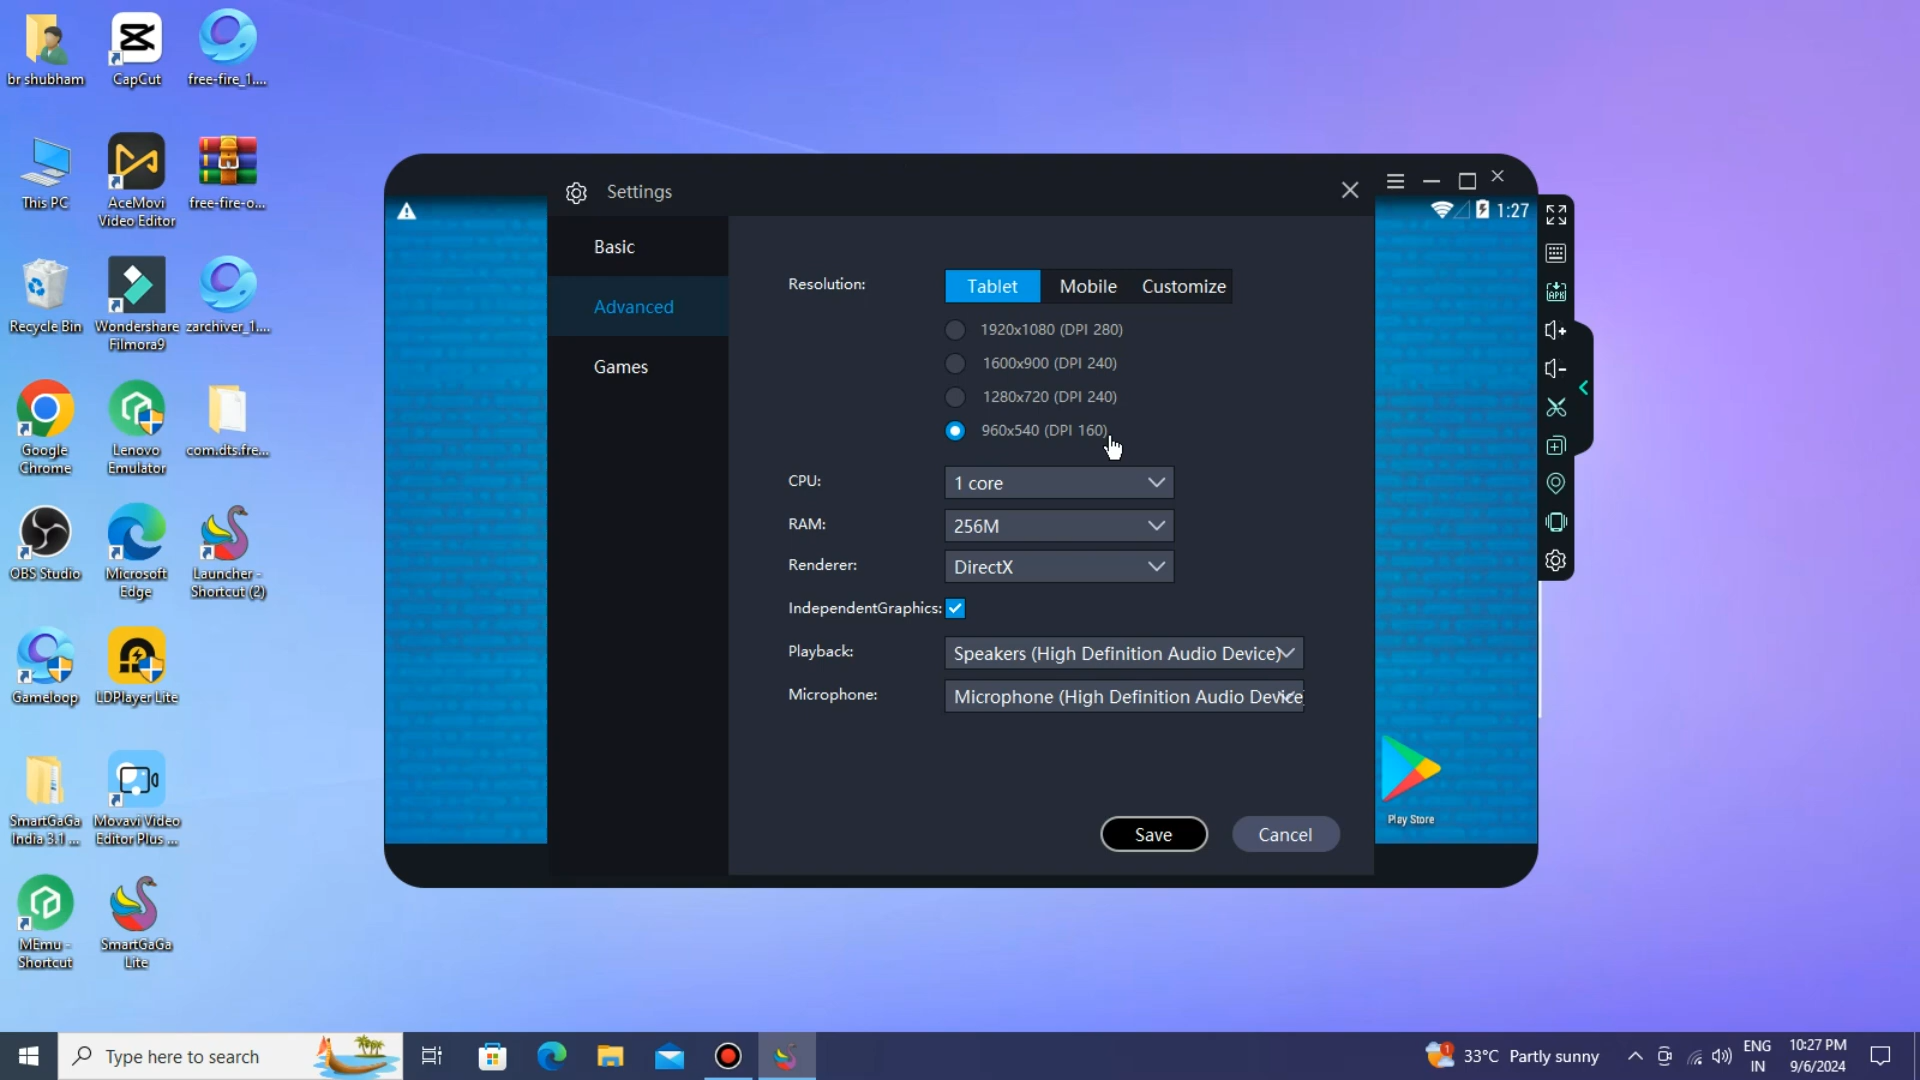 br shubham
CapCut
free-fire_1....
This PC
AceMovi
Video Editor
free-fire-o...
Recycle Bin
Wondershare
Filmora9
zarchiver_1....
Google
Chrome
Lenovo
Emulator
com.dts.fre...
OBS Studio
Microsoft
Edge
Launcher -
Shortcut (2)
Gameloop
LDPlayer Lite
SmartGaGa
India 3.1 ...
Movavi Video
Editor Plus ...
MEmu -
Shortcut
SmartGaGa
Lite
Settings
1:27
Basic
Advanced
Games
Resolution:
Tablet
Mobile
Customize
1920x1080 (DPI 280)
1600x900 (DPI 240)
1280x720 (DPI 240)
960x540 (DPI 160)
CPU:
1 core
RAM:
256M
Renderer:
DirectX
IndependentGraphics:
Playback:
Speakers (High Definition Audio Device)
Microphone:
Microphone (High Definition Audio Device
Save
Cancel
APK
Play Store
Type here to search
1
33°C Partly sunny
ENG
IN
10:27 PM
9/6/2024